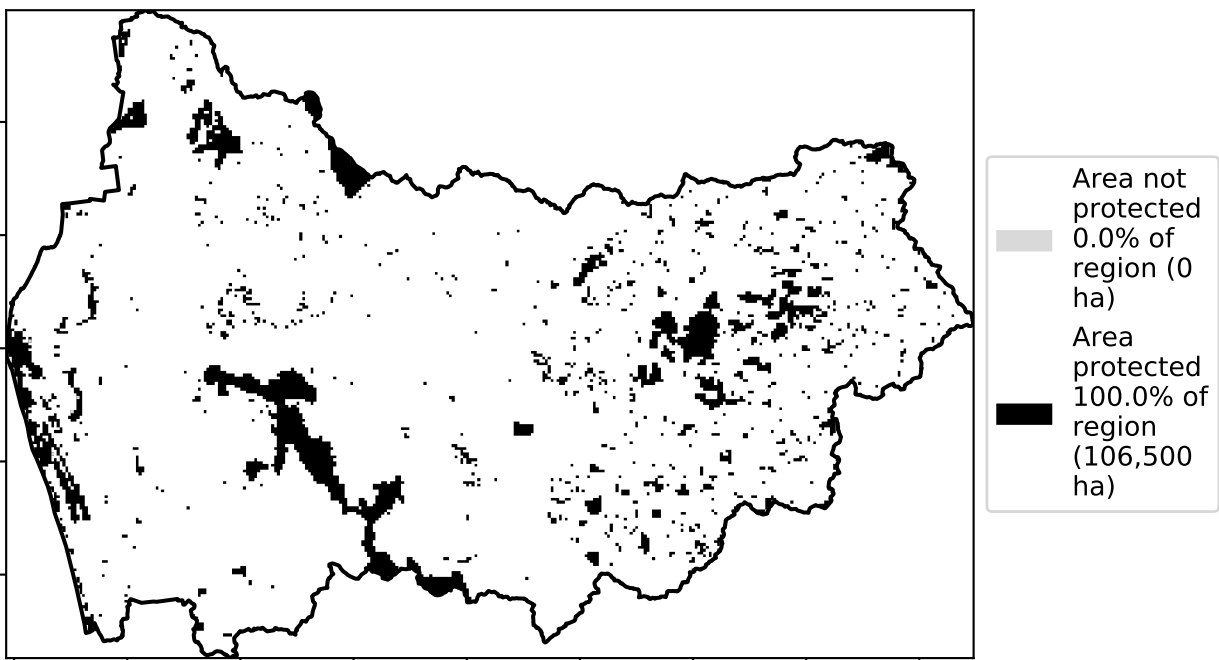 Area not
protected
0.0% of
region (0
ha)
Area
protected
100.0% of
region
(106,500
ha)